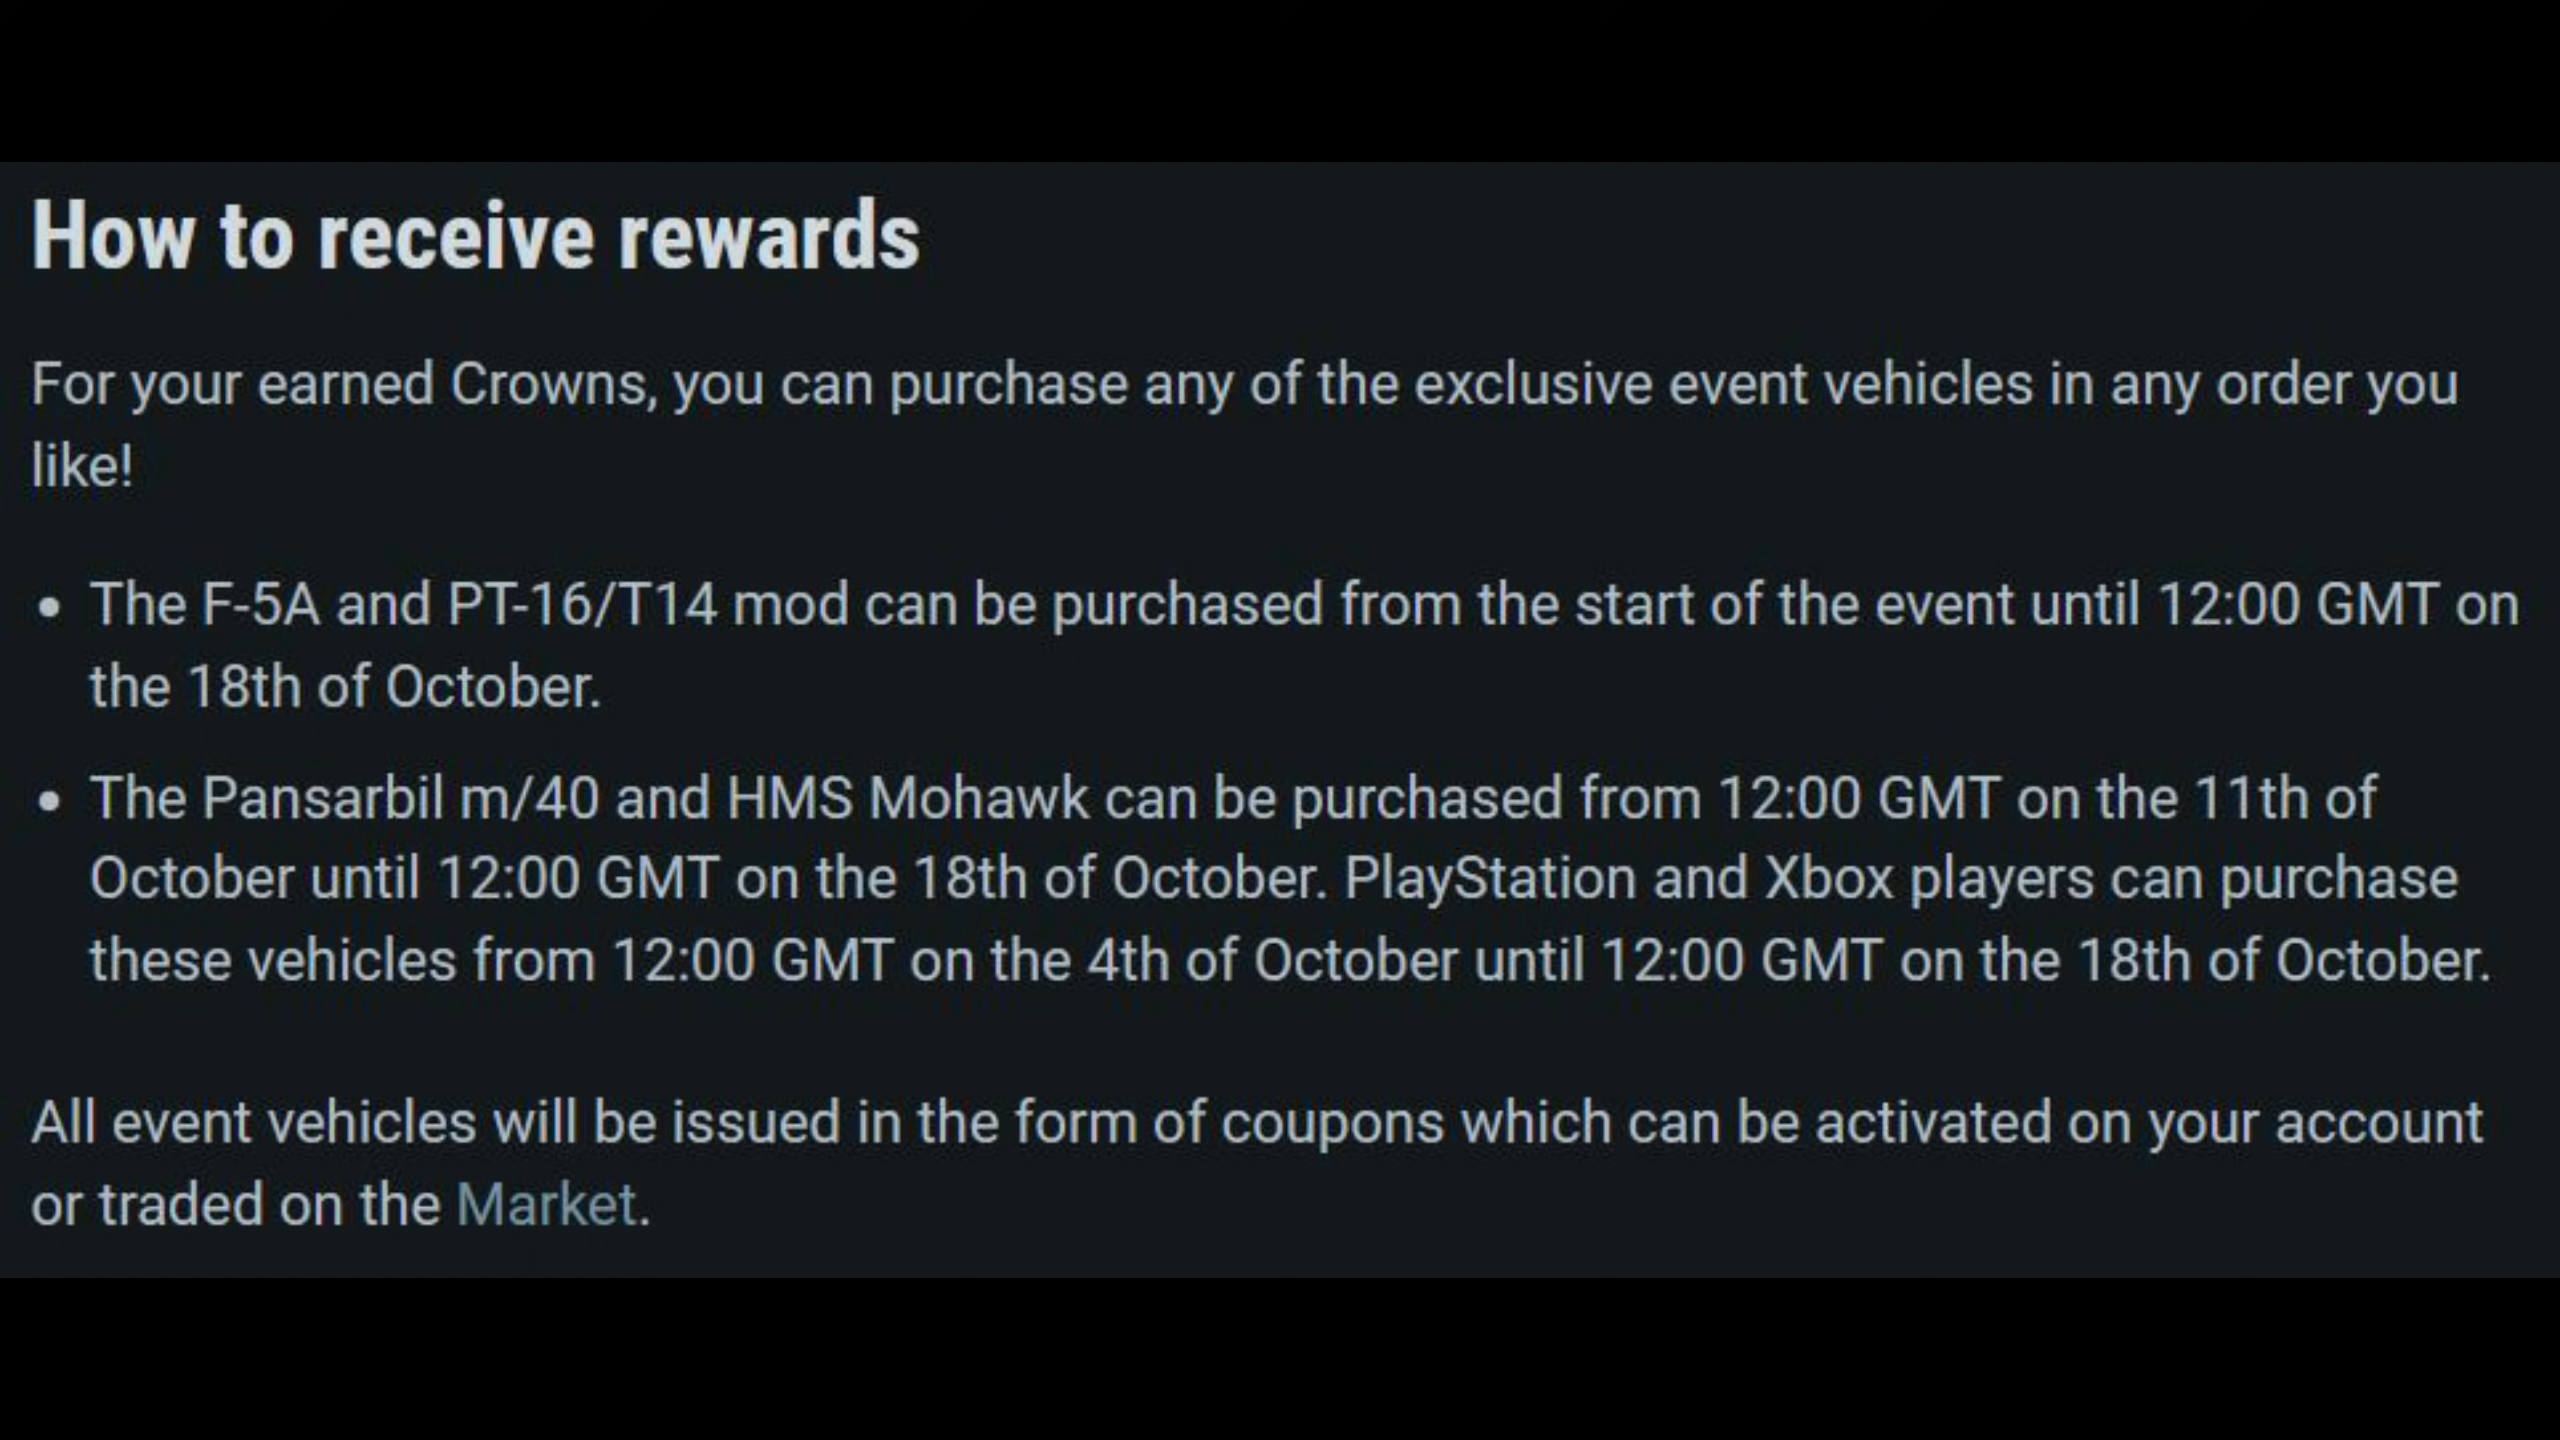 How to receive rewards
For your earned Crowns, you can purchase any of the exclusive event vehicles in any order you
like!
• The F-5A and PT-16/T14 mod can be purchased from the start of the event until 12:00 GMT on
the 18th of October.
• The Pansarbil m/40 and HMS Mohawk can be purchased from 12:00 GMT on the 11th of
October until 12:00 GMT on the 18th of October. PlayStation and Xbox players can purchase
these vehicles from 12:00 GMT on the 4th of October until 12:00 GMT on the 18th of October.
All event vehicles will be issued in the form of coupons which can be activated on your account
or traded on the Market.